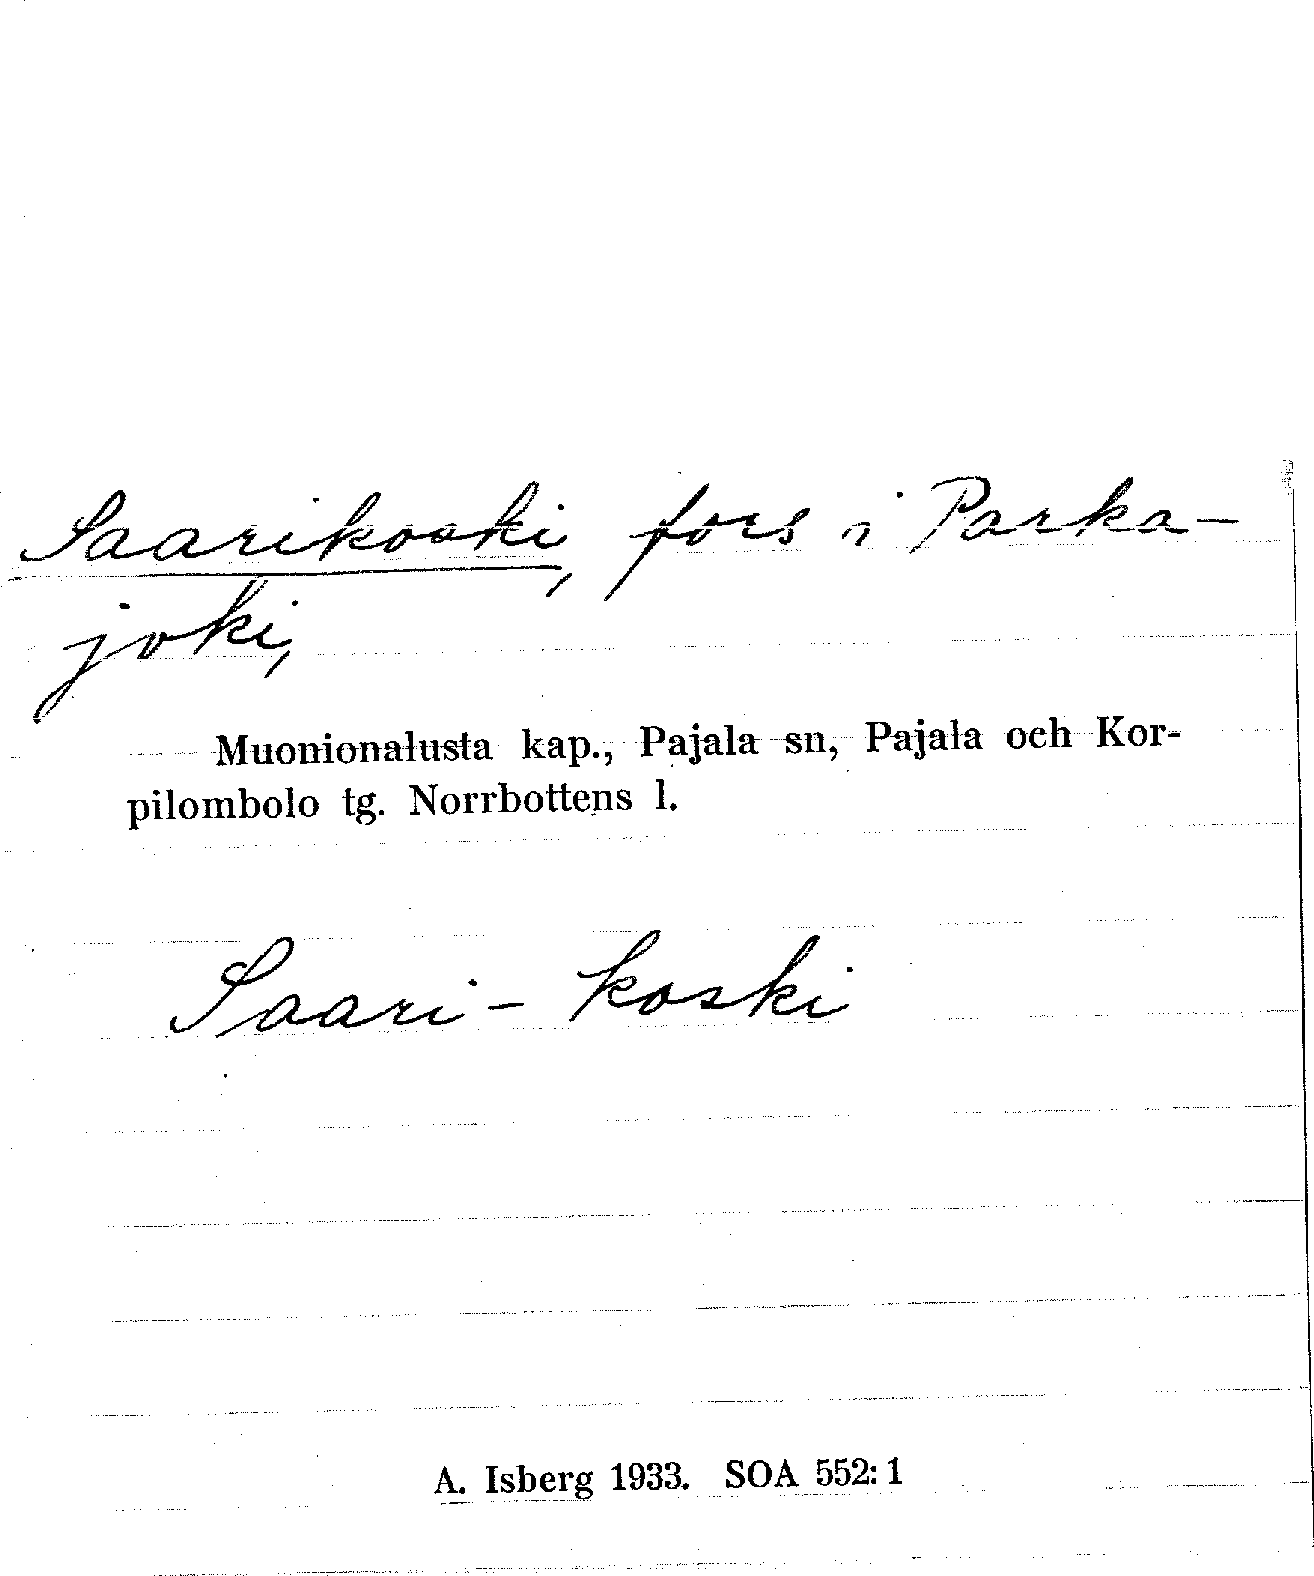 Saarikoski, fors i Parka-
joki,
Muonionalusta kap., Pajala sn, Pajala och Kor-
pilombolo tg. Norrbottens l.
Saari - koski
A. Isberg 1933. SOA 552:1